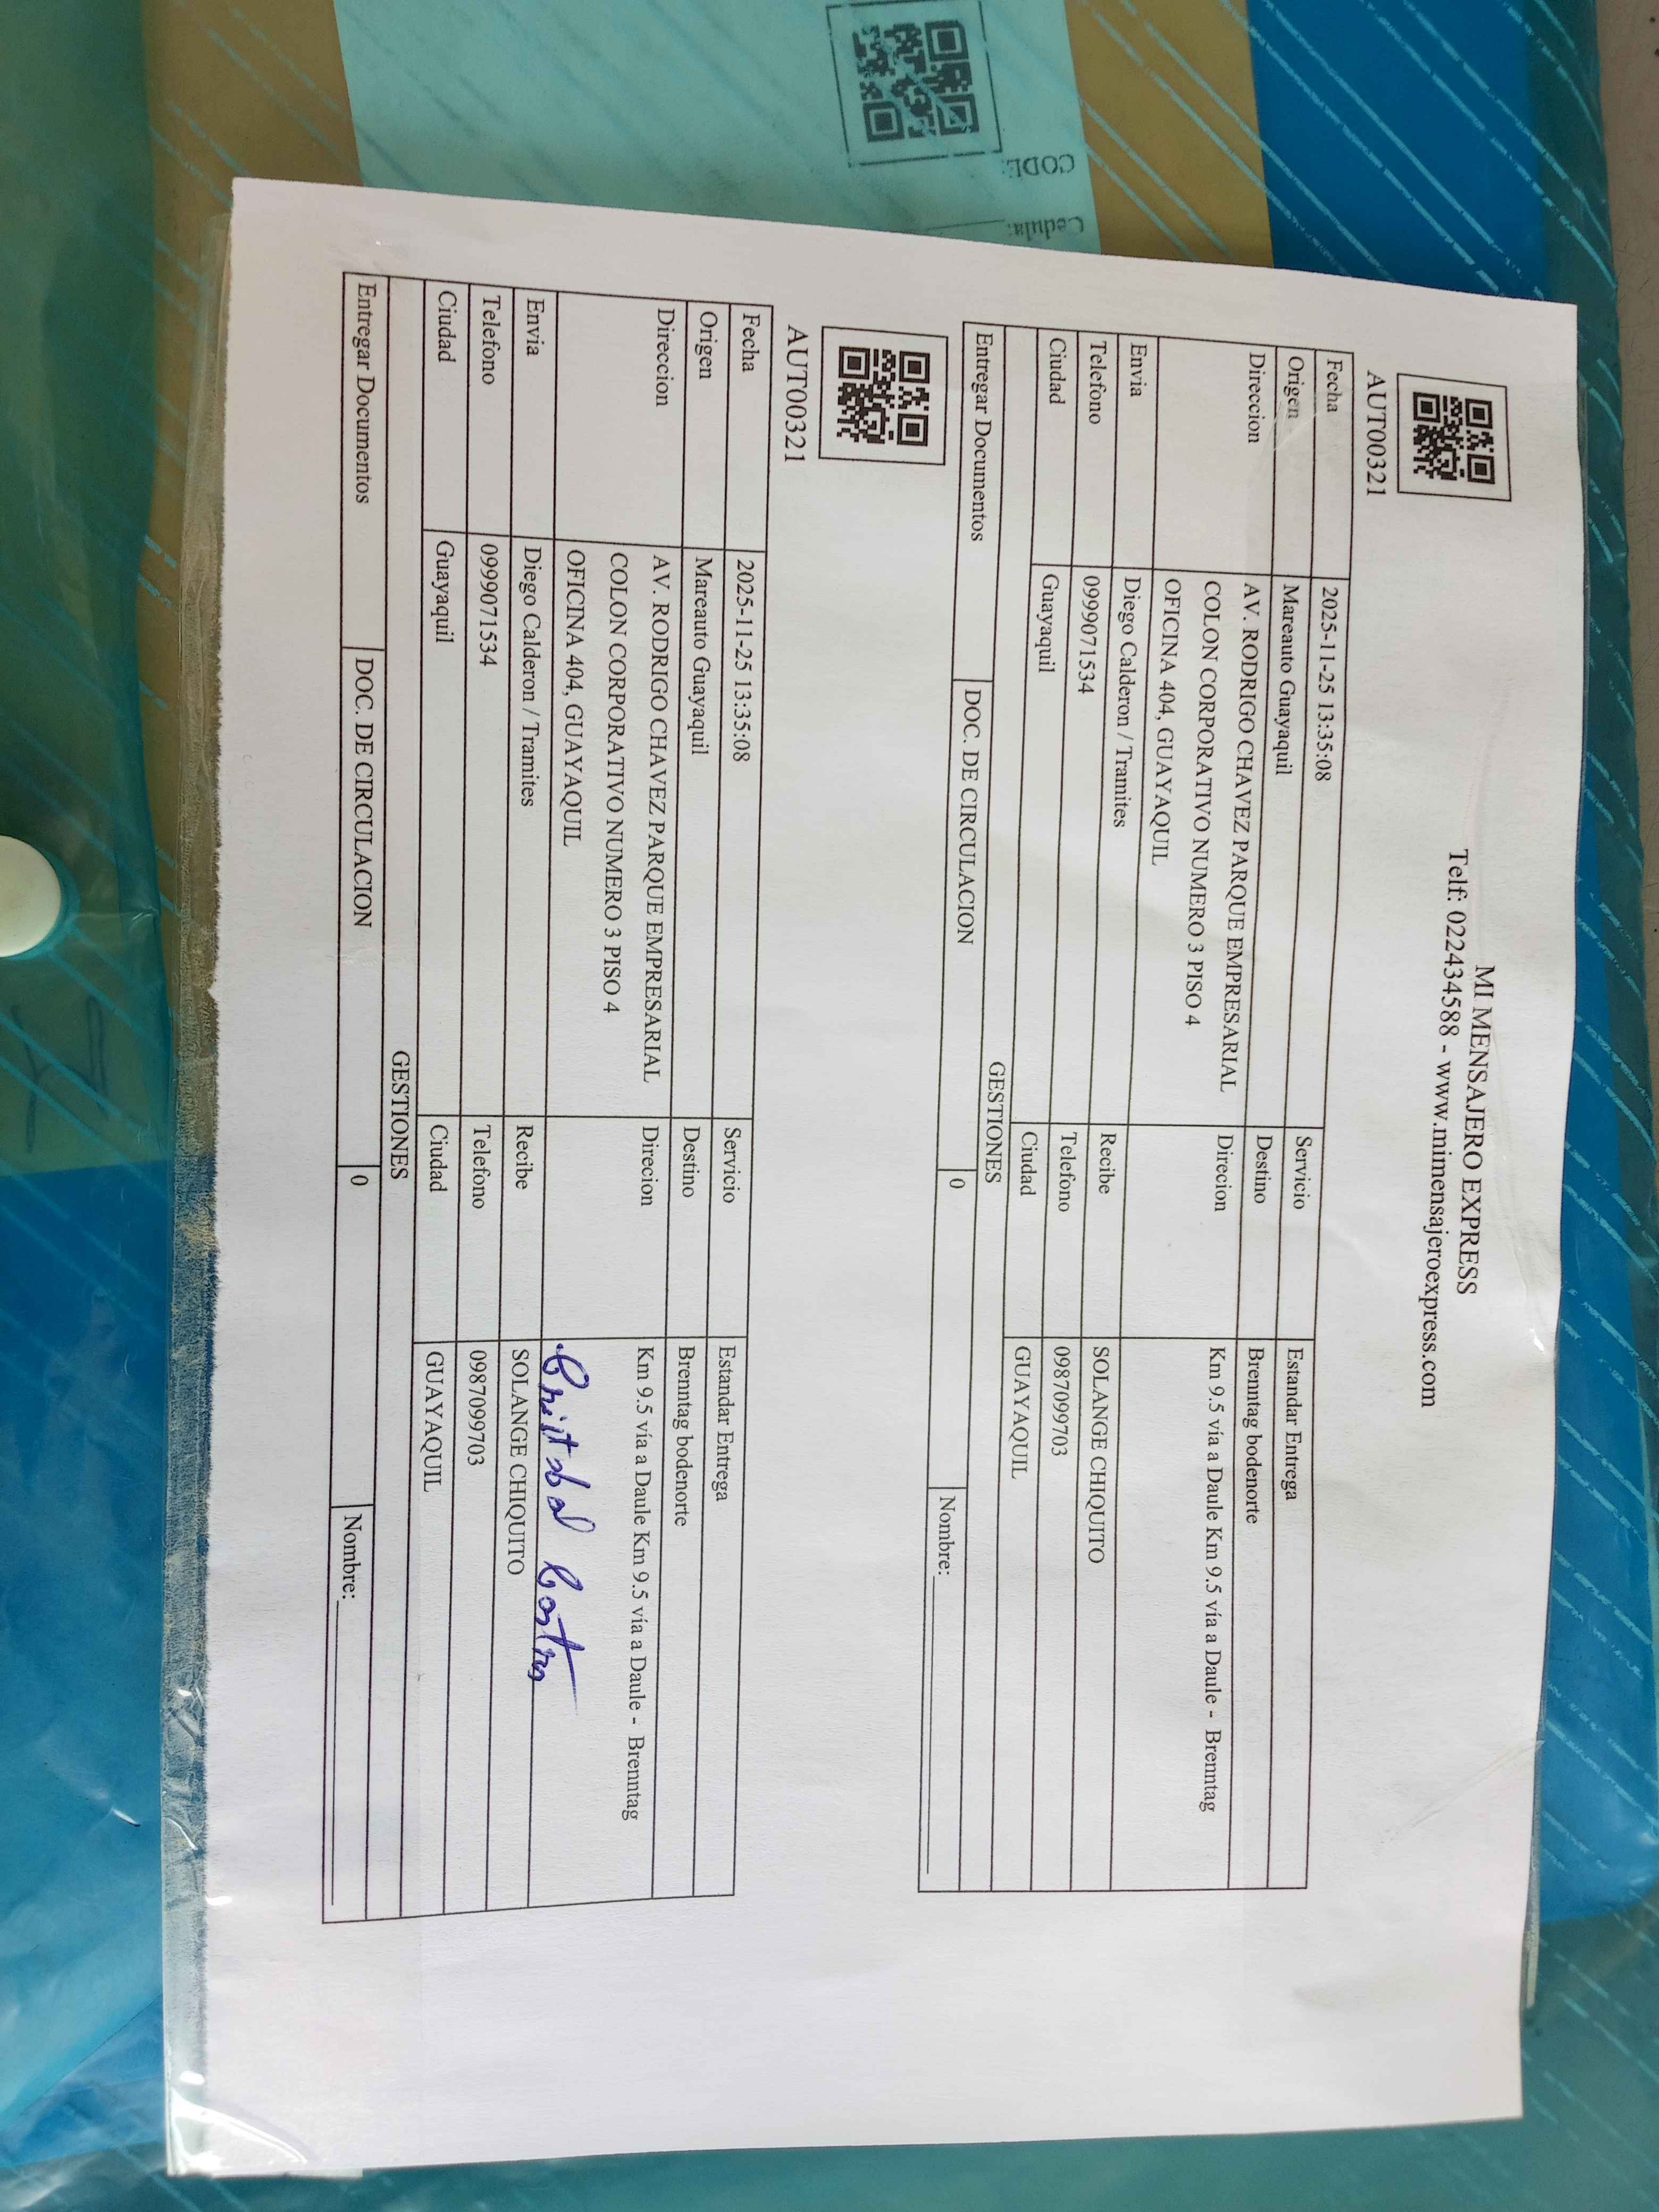 MI MENSAJERO EXPRESS
Telf: 022434588 - www.mimensajeroexpress.com
AUT00321
Fecha 2025-11-25 13:35:08 Servicio Estandar Entrega
Origen Mareauto Guayaquil Destino Brenntag bodenorte
Direccion AV. RODRIGO CHAVEZ PARQUE EMPRESARIAL Direcion Km 9.5 vía a Daule Km 9.5 vía a Daule - Brenntag
COLON CORPORATIVO NUMERO 3 PISO 4
OFICINA 404, GUAYAQUIL
Envia Diego Calderon / Tramites Recibe SOLANGE CHIQUITO
Telefono 0999071534 Telefono 0987099703
Ciudad Guayaquil Ciudad GUAYAQUIL
GESTIONES
Entregar Documentos DOC. DE CIRCULACION 0 Nombre:
AUT00321
Fecha 2025-11-25 13:35:08 Servicio Estandar Entrega
Origen Mareauto Guayaquil Destino Brenntag bodenorte
Direccion AV. RODRIGO CHAVEZ PARQUE EMPRESARIAL Direcion Km 9.5 vía a Daule Km 9.5 vía a Daule - Brenntag
COLON CORPORATIVO NUMERO 3 PISO 4
OFICINA 404, GUAYAQUIL
Envia Diego Calderon / Tramites Recibe SOLANGE CHIQUITO
Telefono 0999071534 Telefono 0987099703
Ciudad Guayaquil Ciudad GUAYAQUIL
GESTIONES
Entregar Documentos DOC. DE CIRCULACION 0 Nombre:
CODE:
Cedula: